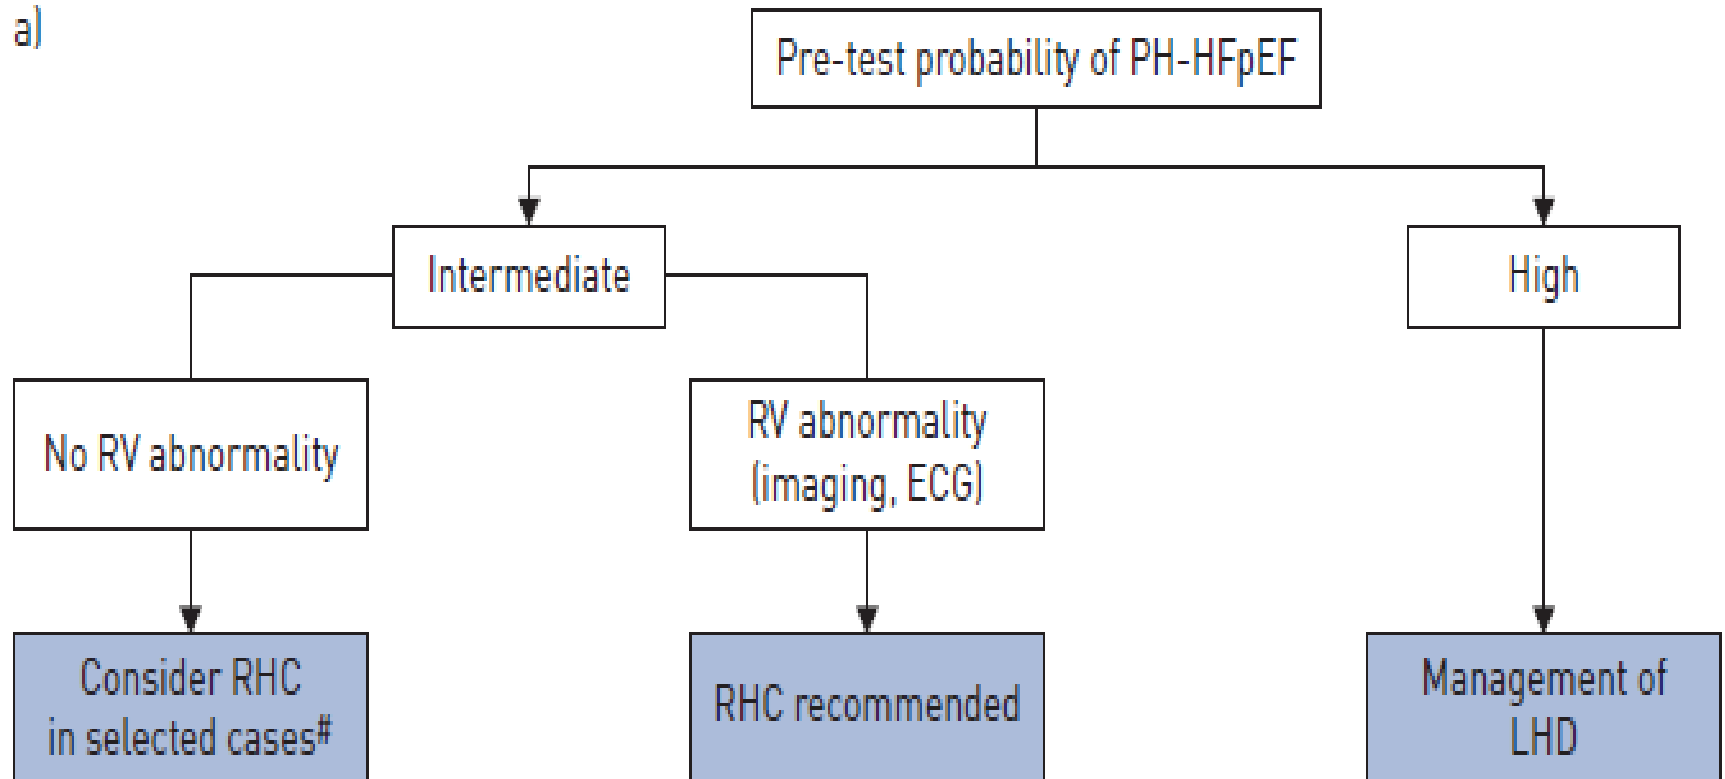 a)
Pre-test probability of PH-HFpEF
Intermediate
High
No RV abnormality
RV abnormality
(imaging, ECG)
Consider RHC
in selected cases#
RHC recommended
Management of
LHD